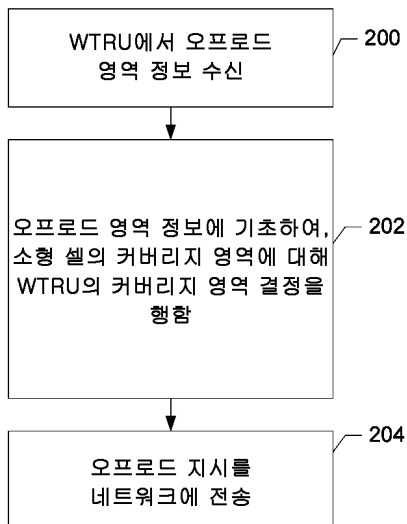 WTRU에서 오프로드
영역 정보 수신
200
오프로드 영역 정보에 기초하여,
소형 셀의 커버리지 영역에 대해
WTRU의 커버리지 영역 결정을
행함
202
오프로드 지시를
네트워크에 전송
204